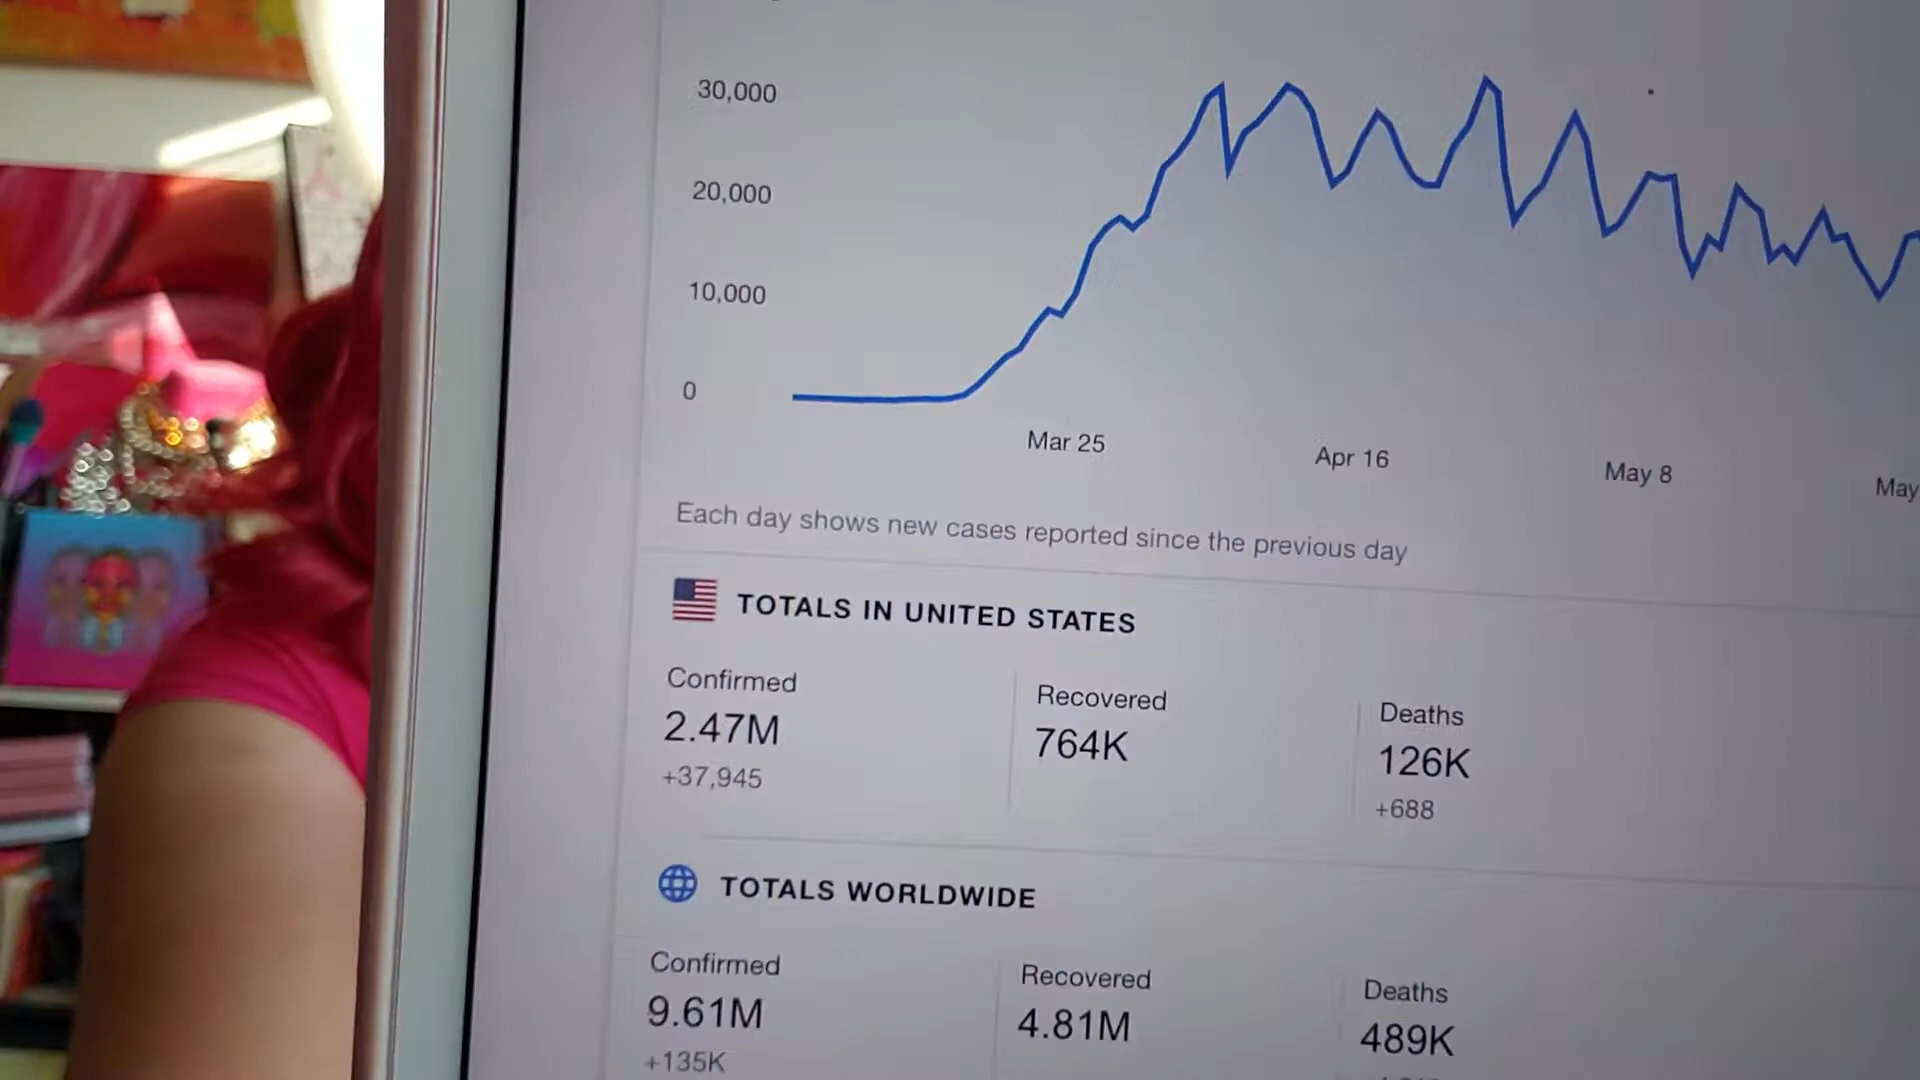 30,000
20,000
10,000
0
Mar 25 Apr 16 May 8 May
Each day shows new cases reported since the previous day
TOTALS IN UNITED STATES
Confirmed Recovered Deaths
2.47M 764K 126K
+37,945 +688
TOTALS WORLDWIDE
Confirmed Recovered Deaths
9.61M 4.81M 489K
+135K